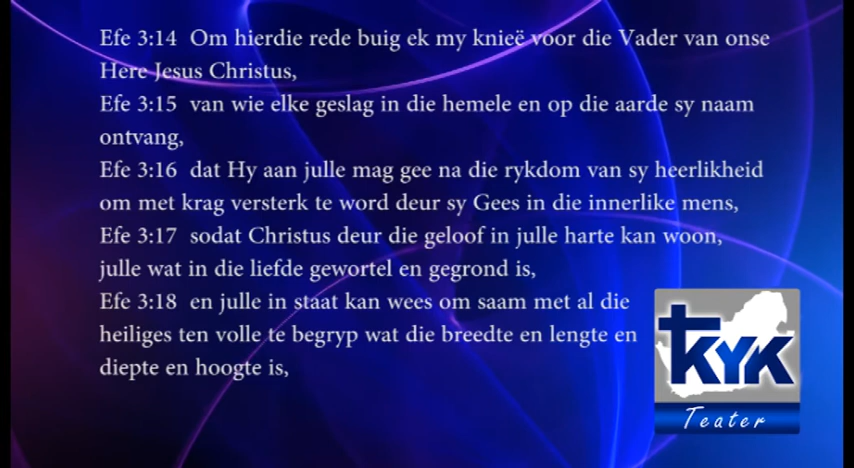 Efe 3:14 Om hierdie rede buig ek my knieë voor die Vader van onse
Here Jesus Christus,
Efe 3:15 van wie elke geslag in die hemele en op die aarde sy naam
ontvang,
Efe 3:16 dat Hy aan julle mag gee na die rykdom van sy heerlikheid
om met krag versterk te word deur sy Gees in die innerlike mens,
Efe 3:17 sodat Christus deur die geloof in julle harte kan woon,
julle wat in die liefde gewortel en gegrond is,
Efe 3:18 en julle in staat kan wees om saam met al die
heiliges ten volle te begryp wat die breedte en lengte en
diepte en hoogte is,
tKYK
Teater